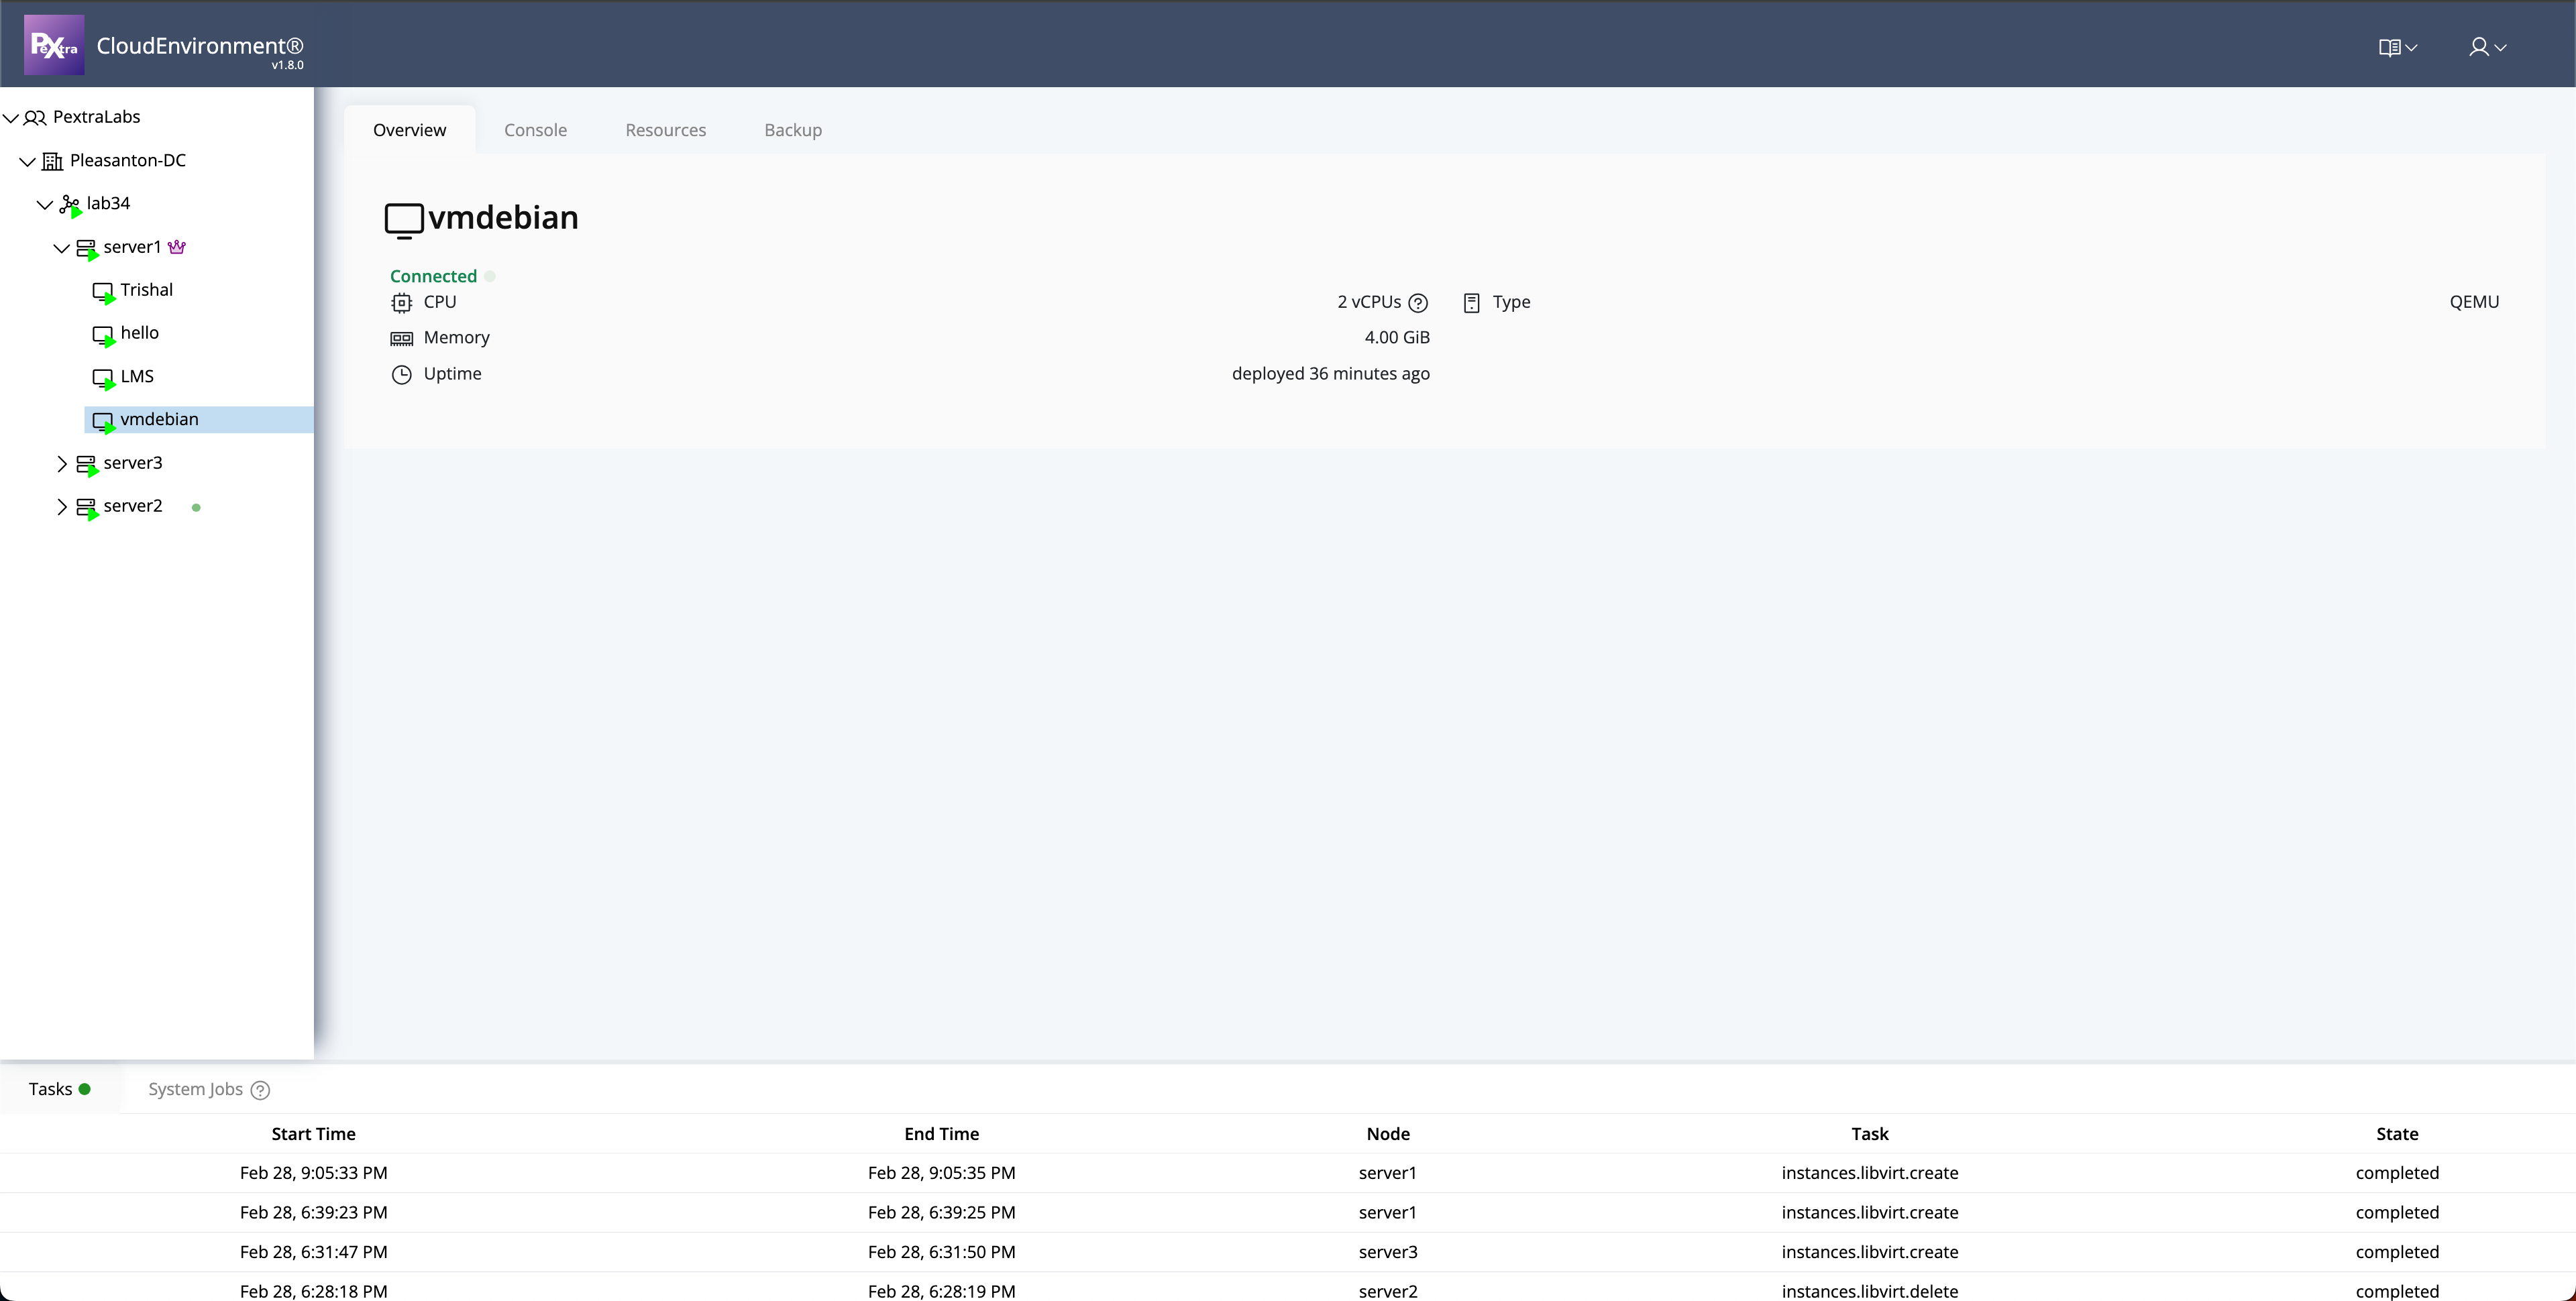 Pextra
CloudEnvironment®
v1.8.0
PextraLabs
Pleasanton-DC
lab34
server1
Trishal
hello
LMS
vmdebian
server3
server2
Overview Console Resources Backup
vmdebian
Connected
CPU 2 vCPUs ? Type QEMU
Memory 4.00 GiB
Uptime deployed 36 minutes ago
Tasks System Jobs ?
Start Time End Time Node Task State
Feb 28, 9:05:33 PM Feb 28, 9:05:35 PM server1 instances.libvirt.create completed
Feb 28, 6:39:23 PM Feb 28, 6:39:25 PM server1 instances.libvirt.create completed
Feb 28, 6:31:47 PM Feb 28, 6:31:50 PM server3 instances.libvirt.create completed
Feb 28, 6:28:18 PM Feb 28, 6:28:19 PM server2 instances.libvirt.delete completed